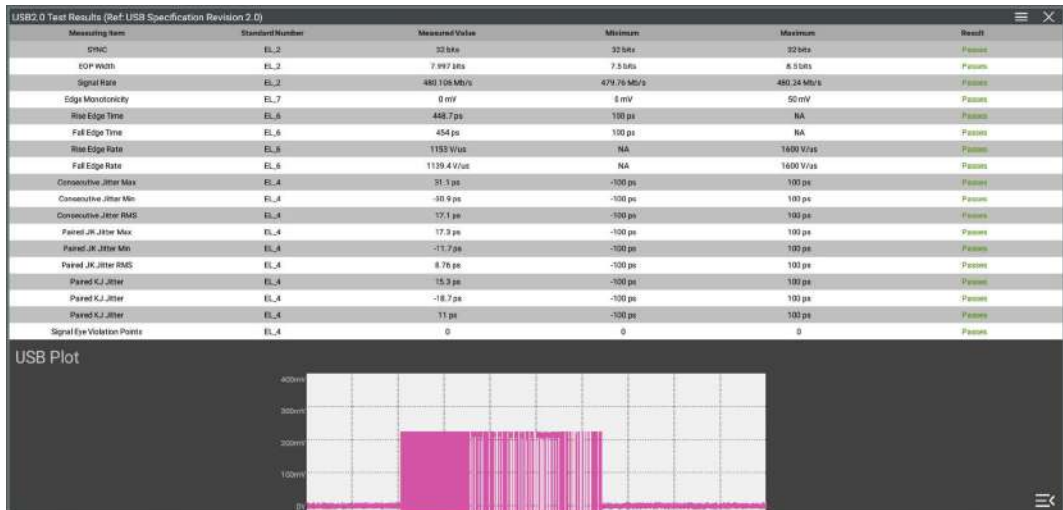 USB2.0 Test Results (Ref: USB Specification Revision 2.0)
Measuring Item Standard Number Measured Value Minimum Maximum Result
SYNC EL_2 32 bits 32 bits 32 bits Passes
EOP Width EL_2 7.997 bits 7.5 bits 8.5 bits Passes
Signal Rate EL_2 480.106 Mb/s 479.76 Mb/s 480.24 Mb/s Passes
Edge Monotonicity EL_7 0 mV 0 mV 50 mV Passes
Rise Edge Time EL_6 448.7 ps 100 ps NA Passes
Fall Edge Time EL_6 454 ps 100 ps NA Passes
Rise Edge Rate EL_6 1153 V/us NA 1600 V/us Passes
Fall Edge Rate EL_6 1139.4 V/us NA 1600 V/us Passes
Consecutive Jitter Max EL_4 31.1 ps -100 ps 100 ps Passes
Consecutive Jitter Min EL_4 -30.9 ps -100 ps 100 ps Passes
Consecutive Jitter RMS EL_4 17.1 ps -100 ps 100 ps Passes
Paired JK Jitter Max EL_4 17.3 ps -100 ps 100 ps Passes
Paired JK Jitter Min EL_4 -11.7 ps -100 ps 100 ps Passes
Paired JK Jitter RMS EL_4 8.76 ps -100 ps 100 ps Passes
Paired KJ Jitter EL_4 15.3 ps -100 ps 100 ps Passes
Paired KJ Jitter EL_4 -18.7 ps -100 ps 100 ps Passes
Paired KJ Jitter EL_4 11 ps -100 ps 100 ps Passes
Signal Eye Violation Points EL_4 0 0 0 Passes
USB Plot
400mV
300mV
200mV
100mV
0V